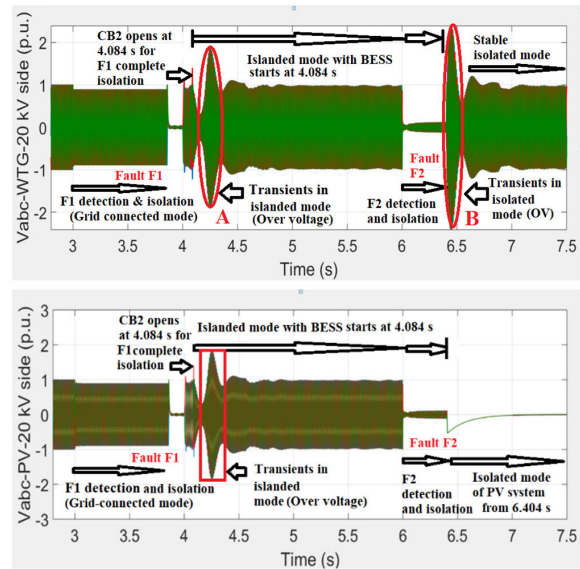 Vabc-WTG-20 kV side (p.u.)
2
1
0
-1
-2
CB2 opens
at 4.084 s for
F1 complete
isolation
Islanded mode with BESS
starts at 4.084 s
Stable
isolated mode
Fault F1
F1 detection & isolation
(Grid connected mode)
Transients in
islanded mode
(Over voltage)
A
Fault
F2
F2 detection
and isolation
Transients in
isolated
mode (OV)
B
3 3.5 4 4.5 5 5.5 6 6.5 7 7.5
Time (s)
Vabc-PV-20 kV side (p.u.)
3
2
1
0
-1
-2
-3
CB2 opens
at 4.084 s for
F1 complete
isolation
Islanded mode with BESS starts at 4.084 s
Fault F1
F1 detection and isolation
(Grid-connected mode)
Transients in
islanded
mode (Over voltage)
Fault F2
F2
detection
and isolation
Isolated mode
of PV system
from 6.404 s
3 3.5 4 4.5 5 5.5 6 6.5 7 7.5
Time (s)